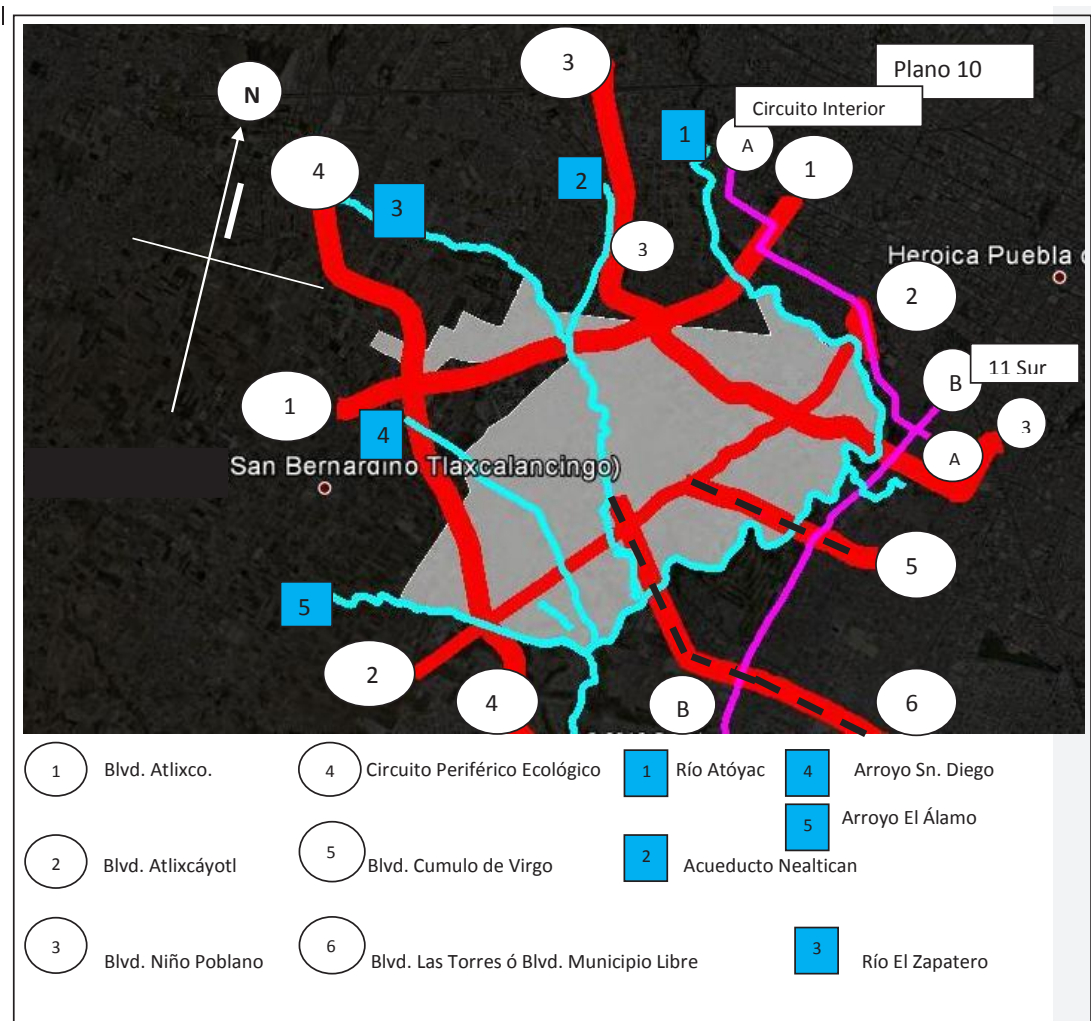 Plano 10
N
3
Circuito Interior
1
A
1
4
2
3
3
Heroica Puebla
2
B
11 Sur
1
3
4
A
San Bernardino Tlaxcalancingo)
5
5
2
4
B
6
1 Blvd. Atlixco.
4 Circuito Periférico Ecológico
1 Río Atóyac
4 Arroyo Sn. Diego
5 Arroyo El Álamo
2 Blvd. Atlixcáyotl
5 Blvd. Cumulo de Virgo
2 Acueducto Nealtican
3 Blvd. Niño Poblano
6 Blvd. Las Torres ó Blvd. Municipio Libre
3 Río El Zapatero